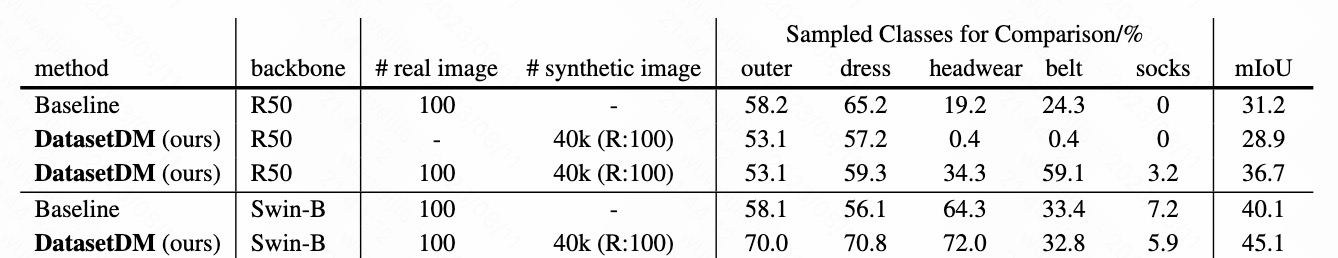 Sampled Classes for Comparison/%
method backbone # real image # synthetic image outer dress headwear belt socks mIoU
Baseline R50 100 - 58.2 65.2 19.2 24.3 0 31.2
DatasetDM (ours) R50 - 40k (R:100) 53.1 57.2 0.4 0.4 0 28.9
DatasetDM (ours) R50 100 40k (R:100) 53.1 59.3 34.3 59.1 3.2 36.7
Baseline Swin-B 100 - 58.1 56.1 64.3 33.4 7.2 40.1
DatasetDM (ours) Swin-B 100 40k (R:100) 70.0 70.8 72.0 32.8 5.9 45.1